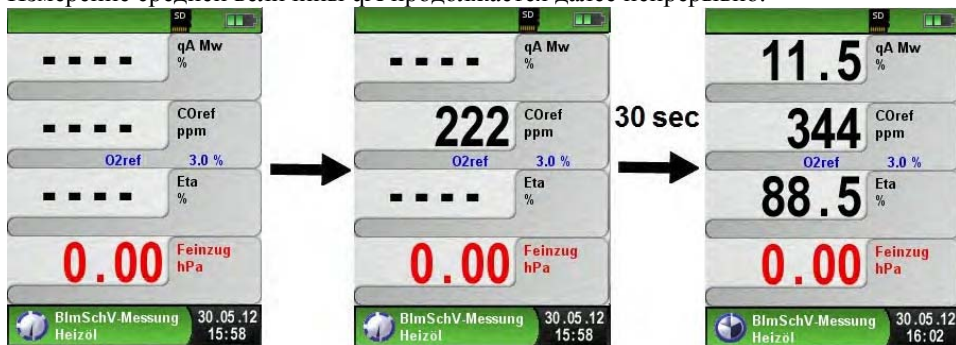 Измерение средней величины qA продолжается далее непрерывно.
SD
- - - -
qA Mw
%
- - - -
COref
ppm
O2ref 3.0 %
- - - -
Eta
%
0.00
Feinzug
hPa
BImSchV-Messung
Heizöl
30.05.12
15:58
SD
- - - -
qA Mw
%
222
COref
ppm
O2ref 3.0 %
- - - -
Eta
%
0.00
Feinzug
hPa
BImSchV-Messung
Heizöl
30.05.12
15:58
30 sec
SD
11.5
qA Mw
%
344
COref
ppm
O2ref 3.0 %
88.5
Eta
%
0.00
Feinzug
hPa
BImSchV-Messung
Heizöl
30.05.12
16:02